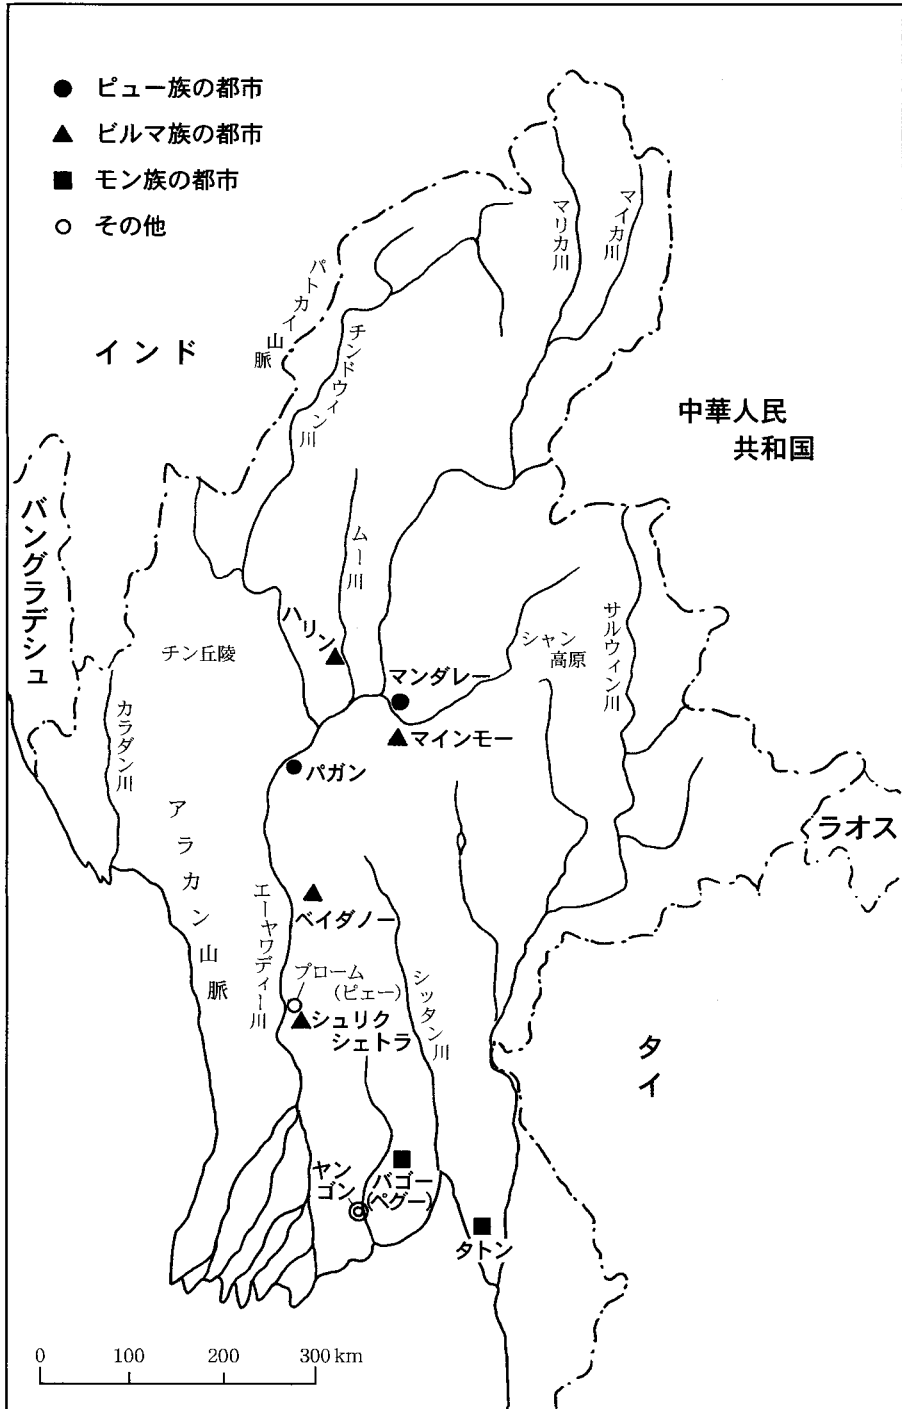 ピュー族の都市
ビルマ族の都市
モン族の都市
その他
マイカ川
マリカ川
パトカイ山脈
インド
チンドウィン川
中華人民
共和国
バングラデシュ
ムー川
ハリン
サルウィン川
シャン
高原
チン丘陵
マンダレー
カラダン川
マインモー
パガン
アラカン山脈
ラオス
エーヤワディー川
ベイダノー
プローム
(ピェー)
シッタン川
シュリク
シェトラ
タイ
ヤン
ゴン
バゴー
(ペグー)
タトン
0 100 200 300 km